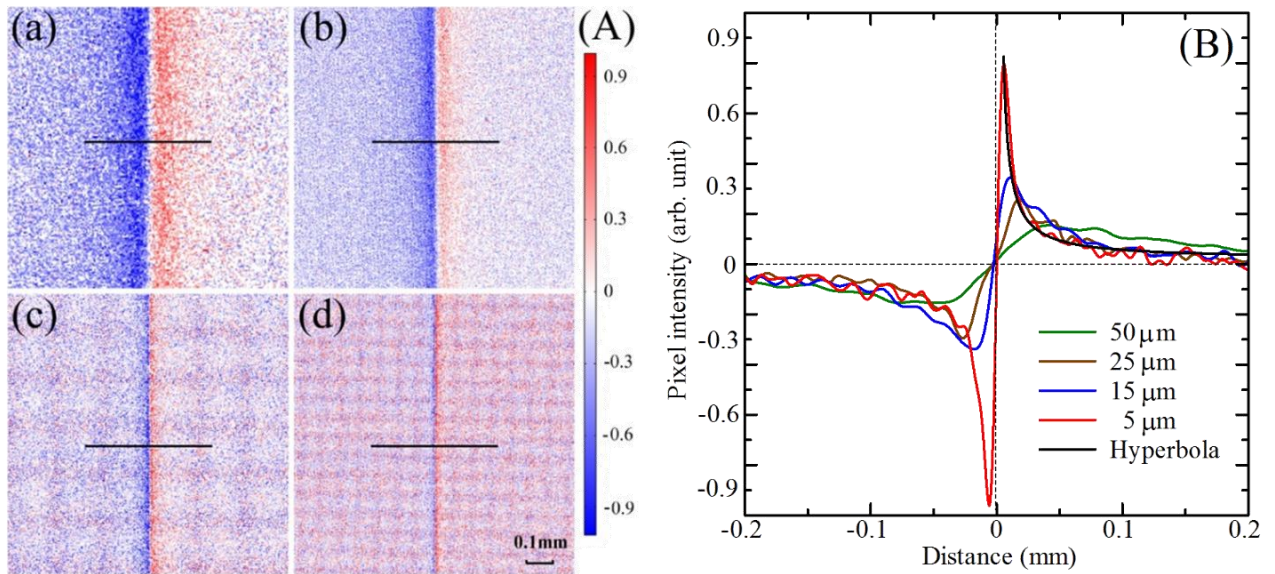 (a)
(b)
(A)
0.9
0.6
0.3
0
-0.3
-0.6
-0.9
(c)
(d)
0.1mm
(B)
0.9
0.6
0.3
0
-0.3
-0.6
-0.9
Pixel intensity (arb. unit)
50 μm
25 μm
15 μm
5 μm
Hyperbola
-0.2
-0.1
0
0.1
0.2
Distance (mm)